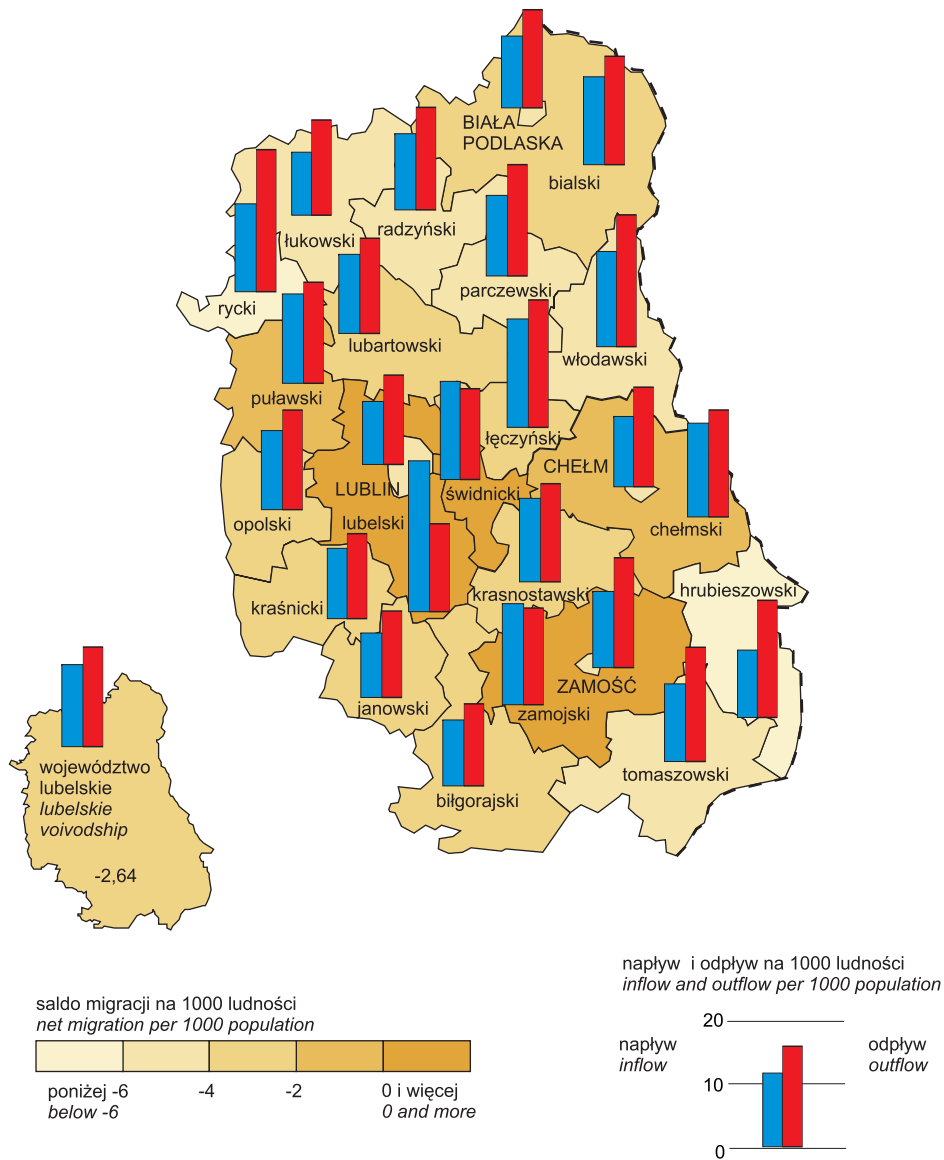 BIAŁA
PODLASKA
bialski
radzyński
łukowski
parczewski
rycki
lubartowski
włodawski
puławski
łęczyński
CHEŁM
LUBLIN
świdnicki
opolski
lubelski
chełmski
kraśnicki
krasnostawski
hrubieszowski
ZAMOŚĆ
janowski
zamojski
tomaszowski
biłgorajski
województwo
lubelskie
lubelskie
voivodship
-2,64
napływ i odpływ na 1000 ludności
inflow and outflow per 1000 population
saldo migracji na 1000 ludności
net migration per 1000 population
poniżej -6
below -6
-4
-2
0 i więcej
0 and more
20
napływ
inflow
odpływ
outflow
10
0